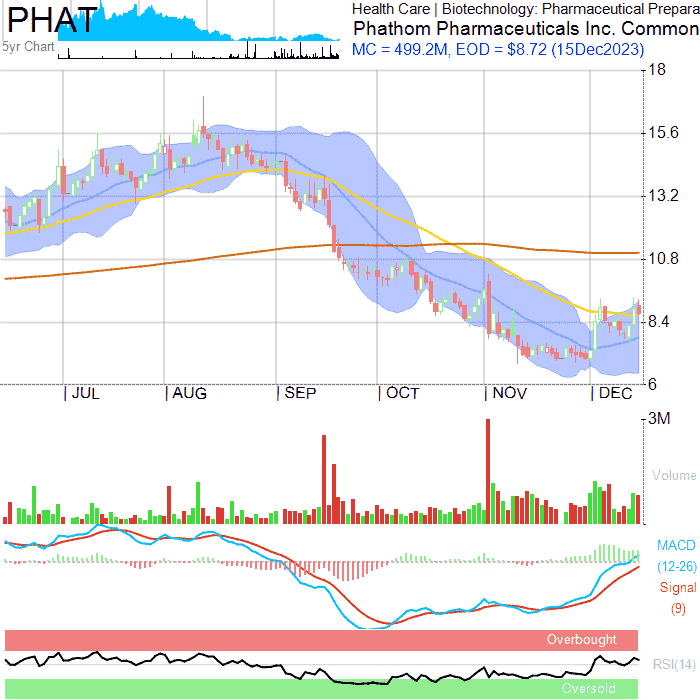 PHAT
5yr Chart
Health Care | Biotechnology: Pharmaceutical Prepara
Phathom Pharmaceuticals Inc. Common
MC = 499.2M, EOD = $8.72 (15Dec2023)
18
15.6
13.2
10.8
8.4
6
| JUL | AUG | SEP | OCT | NOV | DEC
3M
Volume
MACD
(12-26)
Signal
(9)
Overbought
RSI(14)
Oversold